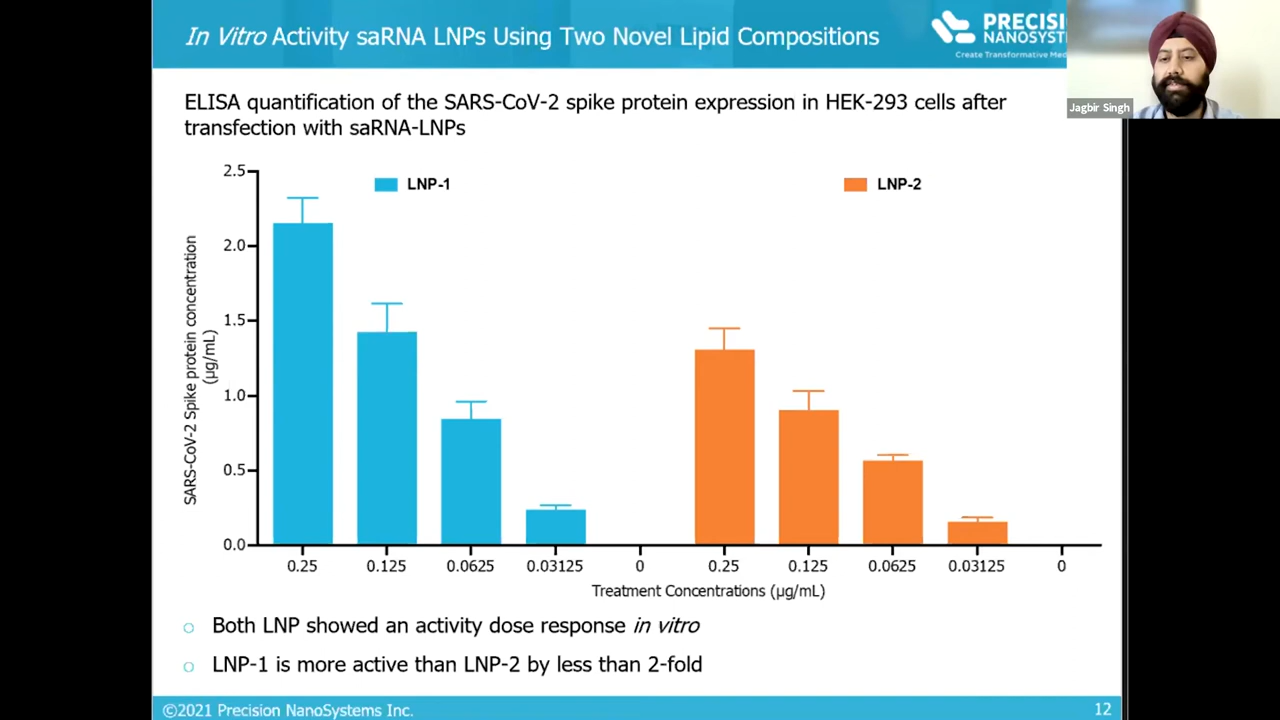 In Vitro Activity saRNA LNPs Using Two Novel Lipid Compositions
PRECISI
NANOSYST
Create Transformative Med
Jagbir Singh
ELISA quantification of the SARS-CoV-2 spike protein expression in HEK-293 cells after
transfection with saRNA-LNPs
LNP-1
LNP-2
SARS-CoV-2 Spike protein concentration
(µg/mL)
2.5
2.0
1.5
1.0
0.5
0.0
0.25 0.125 0.0625 0.03125 0 0.25 0.125 0.0625 0.03125 0
Treatment Concentrations (µg/mL)
Both LNP showed an activity dose response in vitro
LNP-1 is more active than LNP-2 by less than 2-fold
©2021 Precision NanoSystems Inc.
12